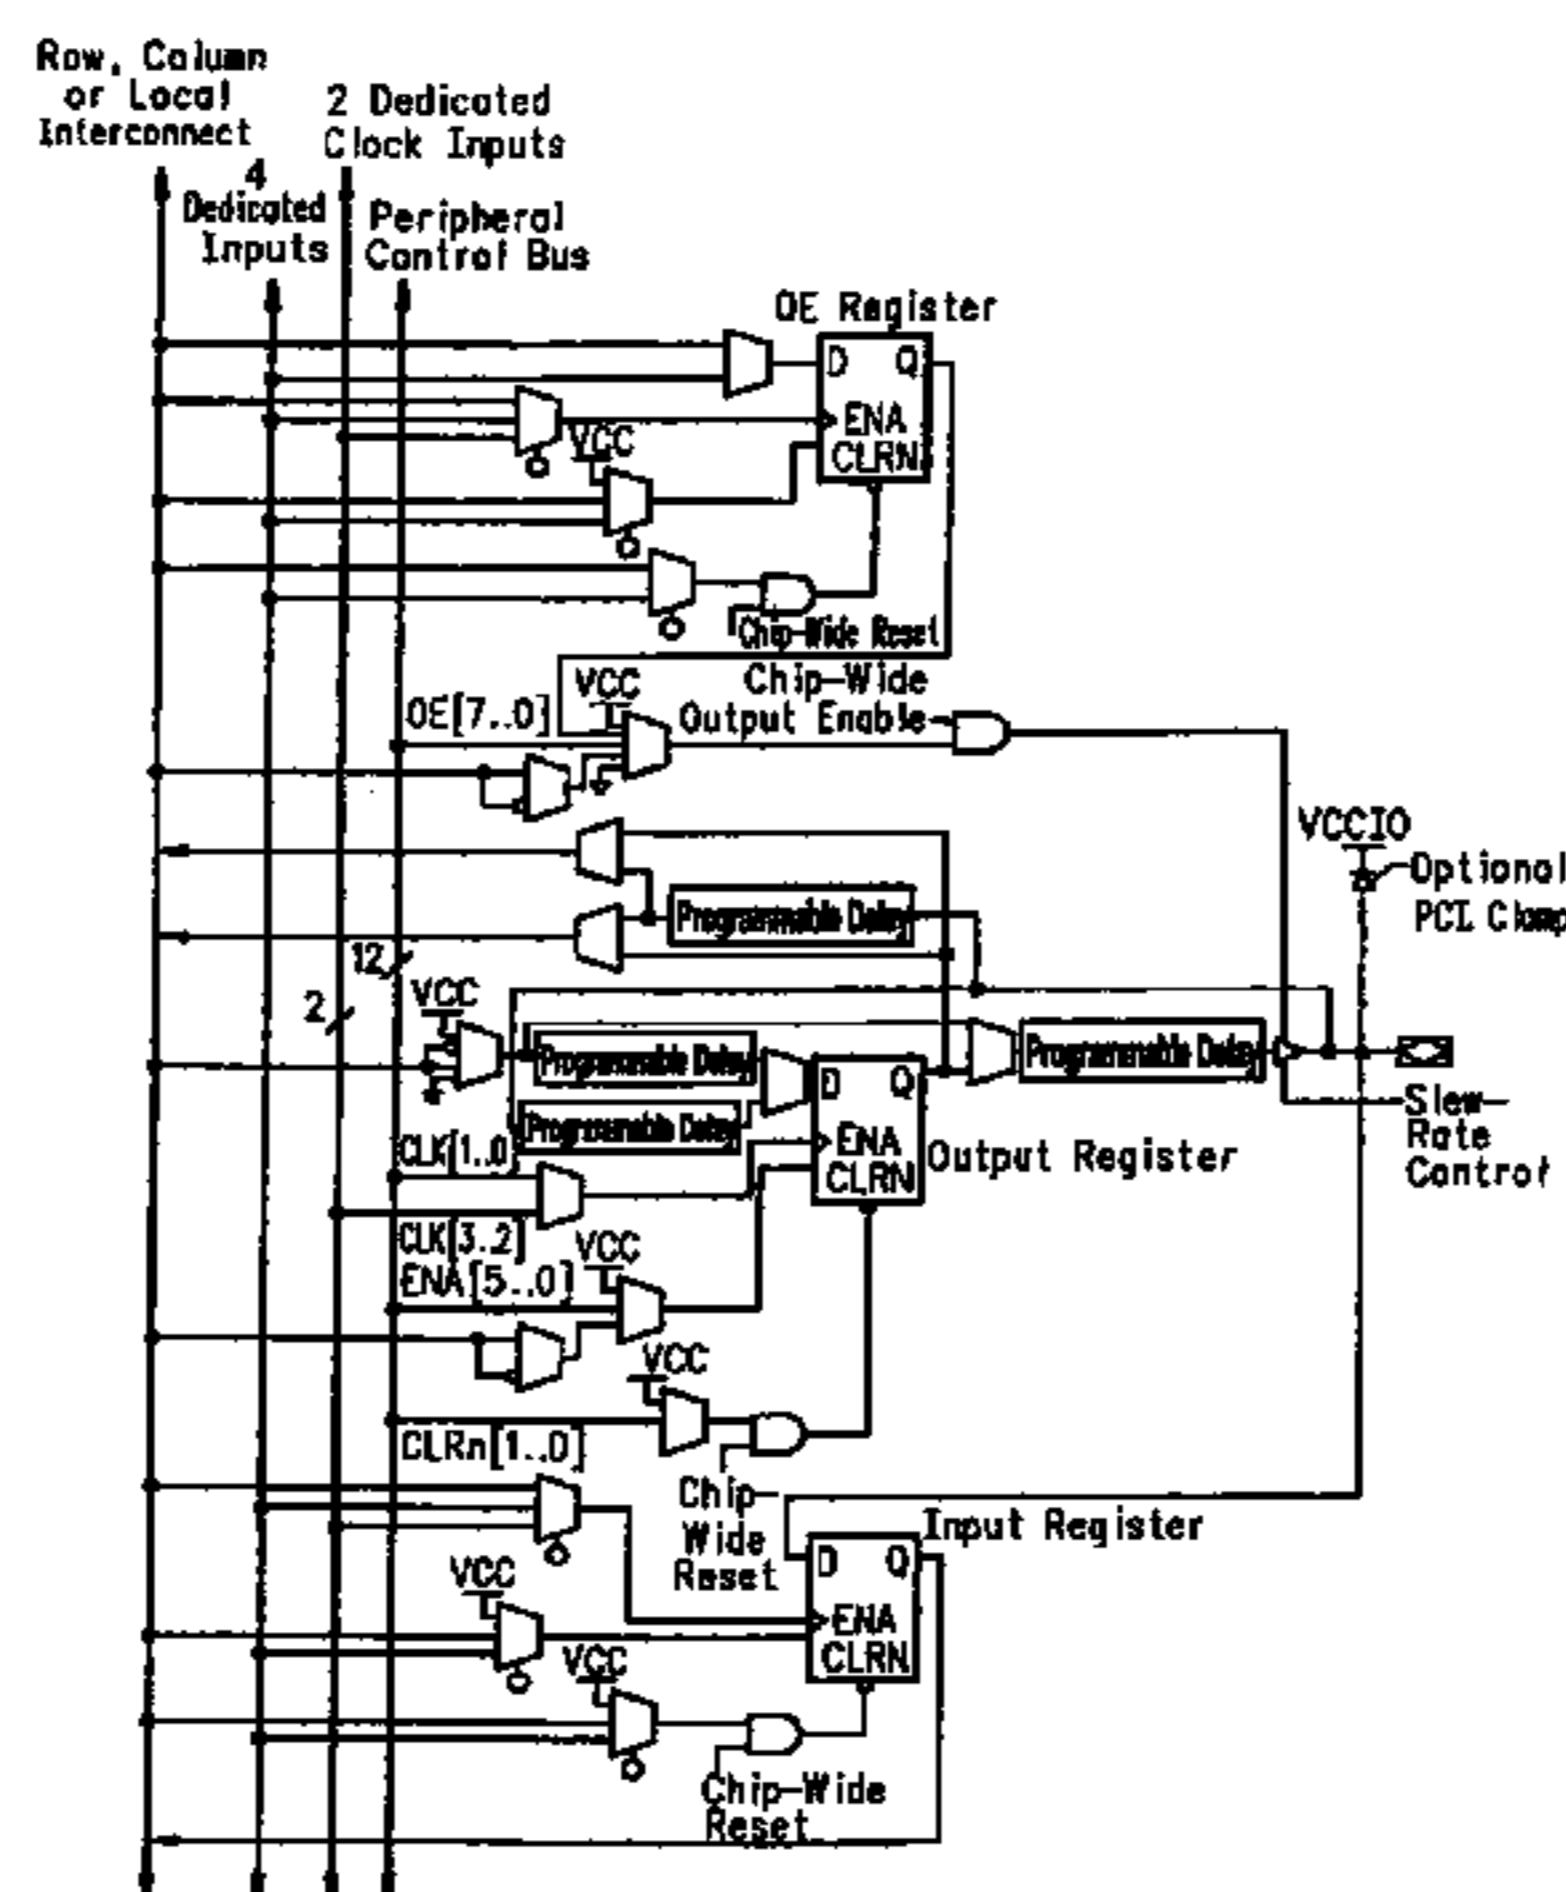 Row, Column
or Local
Interconnect
2 Dedicated
Clock Inputs
4
Dedicated
Inputs
Peripheral
Control Bus
OE Register
D Q
ENA
CLRN
VCC
Chip-Wide Reset
VCC
OE[7..0]
Chip-Wide
Output Enable
VCCIO
Optional
PCI Clamp
Programmable Delay
12
2
VCC
Programmable Delay
Programmable Delay
Programmable Delay
D Q
ENA
CLRN
Output Register
Slew-
Rate
Control
CLK[1..0]
CLK[3..2]
ENA[5..0]
VCC
VCC
CLRn[1..0]
Chip-
Wide
Reset
Input Register
D Q
ENA
CLRN
VCC
VCC
Chip-Wide
Reset